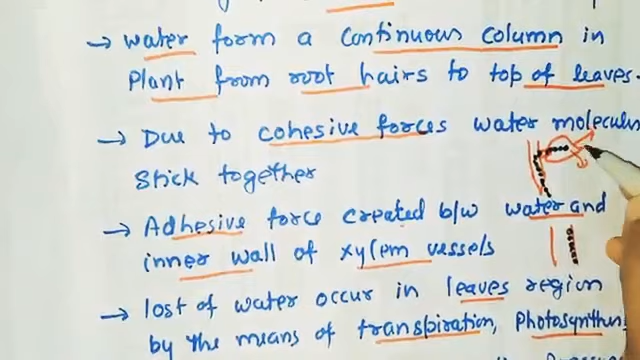 → water form a continuous column in
Plant from root hairs to top of leaves.
→ Due to cohesive forces water
stick together
→ Adhesive force created b/w water and
inner wall of xylem vessels
→ lost of water occur in leaves region
by the means of transpiration,